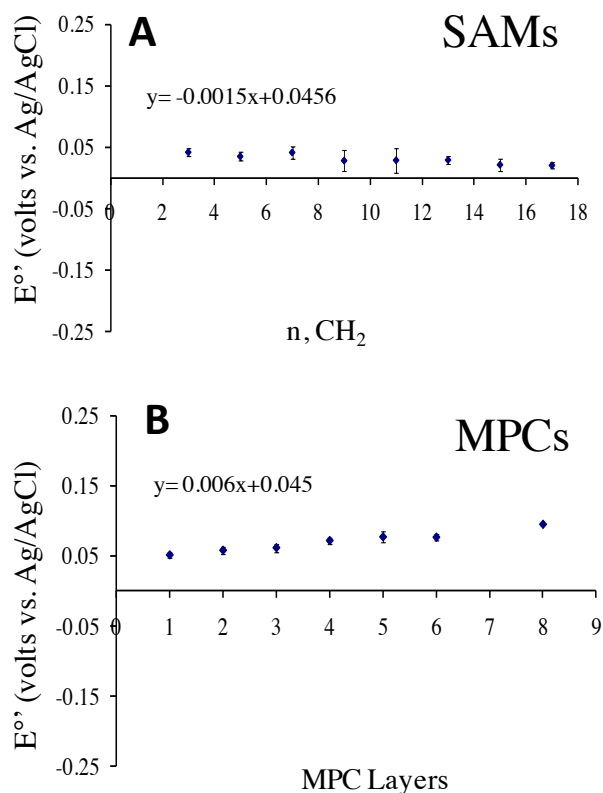 A
SAMs
y= -0.0015x+0.0456
E°’ (volts vs. Ag/AgCl)
0.25
0.15
0.05
-0.05
-0.15
-0.25
0 2 4 6 8 10 12 14 16 18
n, CH₂
B
MPCs
y= 0.006x+0.045
E°’ (volts vs. Ag/AgCl)
0.25
0.15
0.05
-0.05
-0.15
-0.25
0 1 2 3 4 5 6 7 8 9
MPC Layers